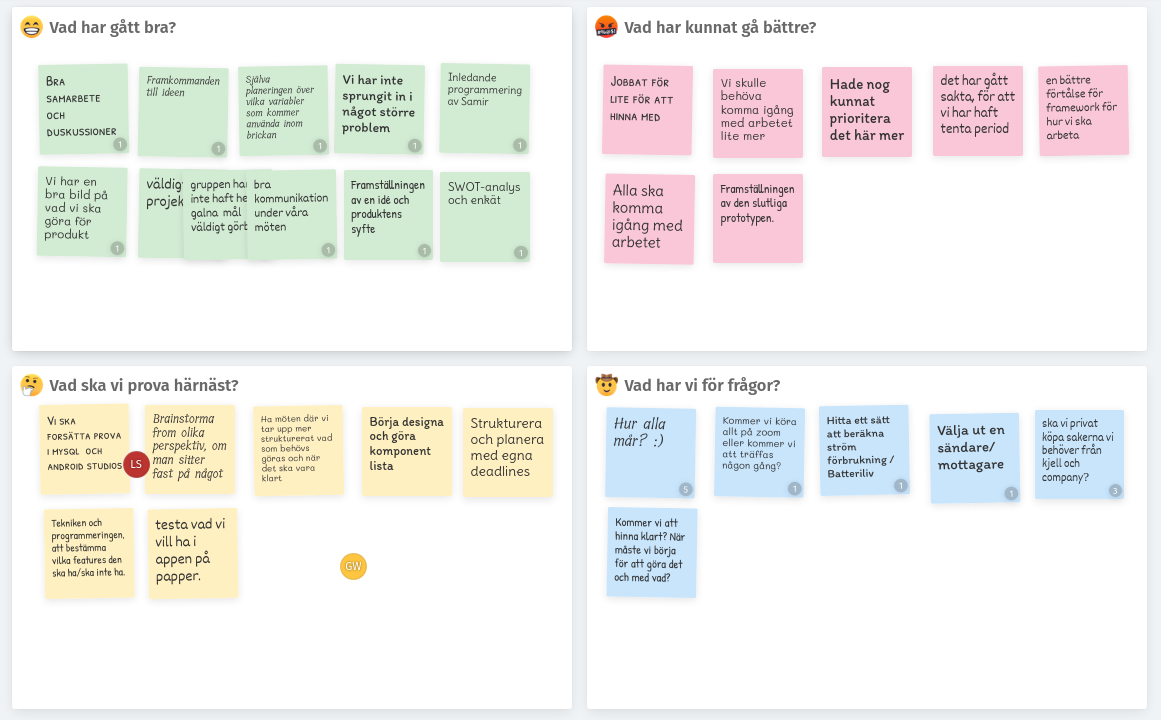 Vad har gått bra?
Bra
samarbete
och
duskussioner
1
Framkommanden
till ideen
1
Själva
planeringen över
vilka variabler
som kommer
använda inom
brickan
1
Vi har inte
sprungit in i
något större
problem
1
Inledande
programmering
av Samir
1
Vi har en
bra bild på
vad vi ska
göra för
produkt
1
gruppen
inte haft
galna mål
väldigt
bra
kommunikation
under våra
möten
1
Framställningen
av en idé och
produktens
syfte
1
SWOT-analys
och enkät
1
Vad har kunnat gå bättre?
Jobbat för
lite för att
hinna med
Vi skulle
behöva
komma igång
med arbetet
lite mer
Hade nog
kunnat
prioritera
det här mer
det har gått
sakta, för att
vi har haft
tenta period
en bättre
förtålse för
framework för
hur vi ska
arbeta
Alla ska
komma
igång med
arbetet
Framställningen
av den slutliga
prototypen.
Vad ska vi prova härnäst?
Vi ska
forsätta prova
i mysql och
android studios
LS
Brainstorma
from olika
perspektiv, om
man sitter
fast på något
Ha möten där vi
tar upp mer
strukturerat vad
som behövs
göras och när
det ska vara
klart
Börja designa
och göra
komponent
lista
Strukturera
och planera
med egna
deadlines
Tekniken och
programmeringen,
att bestämma
vilka features den
ska ha/ska inte ha.
testa vad vi
vill ha i
appen på
papper.
GW
Vad har vi för frågor?
Hur alla
mår? :)
5
Kommer vi köra
allt på zoom
eller kommer vi
att träffas
någon gång?
1
Hitta ett sätt
att beräkna
ström
förbrukning /
Batteriliv
1
Välja ut en
sändare/
mottagare
1
ska vi privat
köpa sakerna vi
behöver från
kjell och
company?
3
Kommer vi att
hinna klart? När
måste vi börja
för att göra det
och med vad?